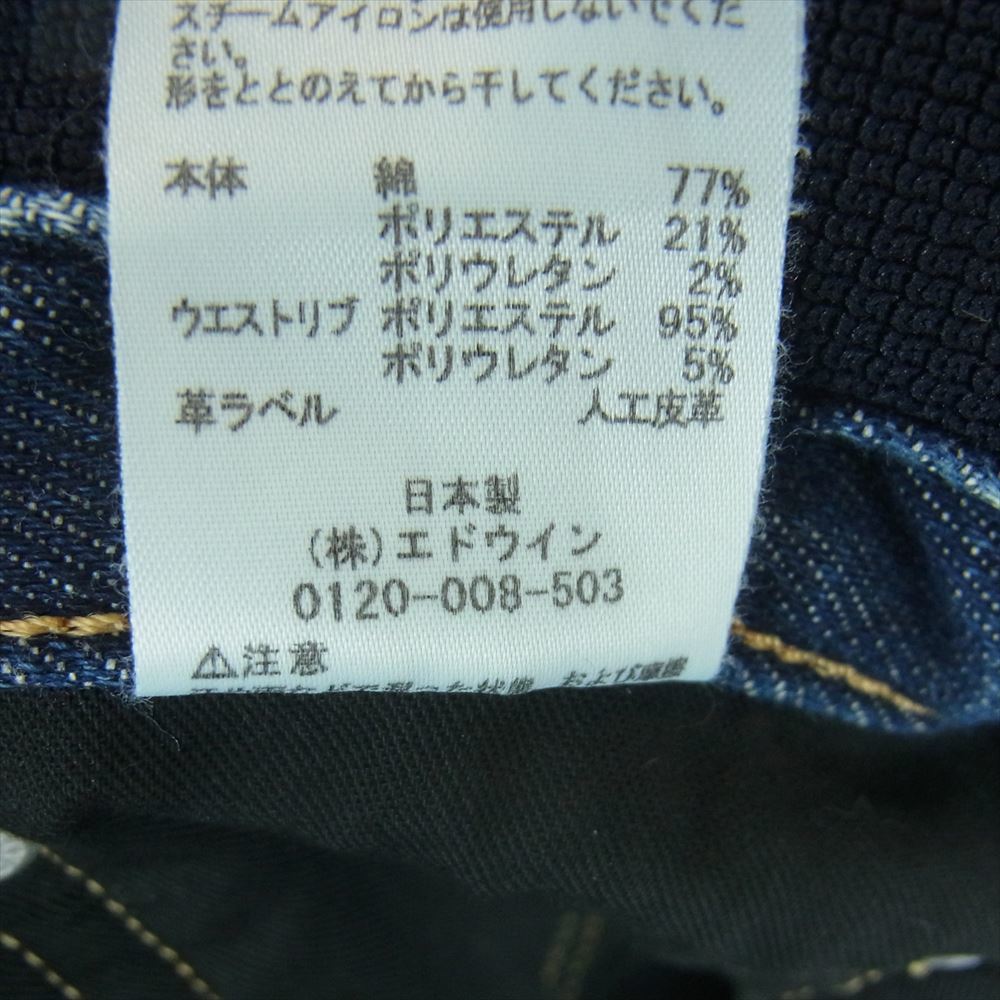 スチームアイロンは使用しないでくだ
さい。
形をととのえてから干してください。
本体 綿 77%
ポリエステル 21%
ポリウレタン 2%
ウエストリブ ポリエステル 95%
ポリウレタン 5%
革ラベル 人工皮革
日本製
(株)エドウイン
0120-008-503
⚠注意
および